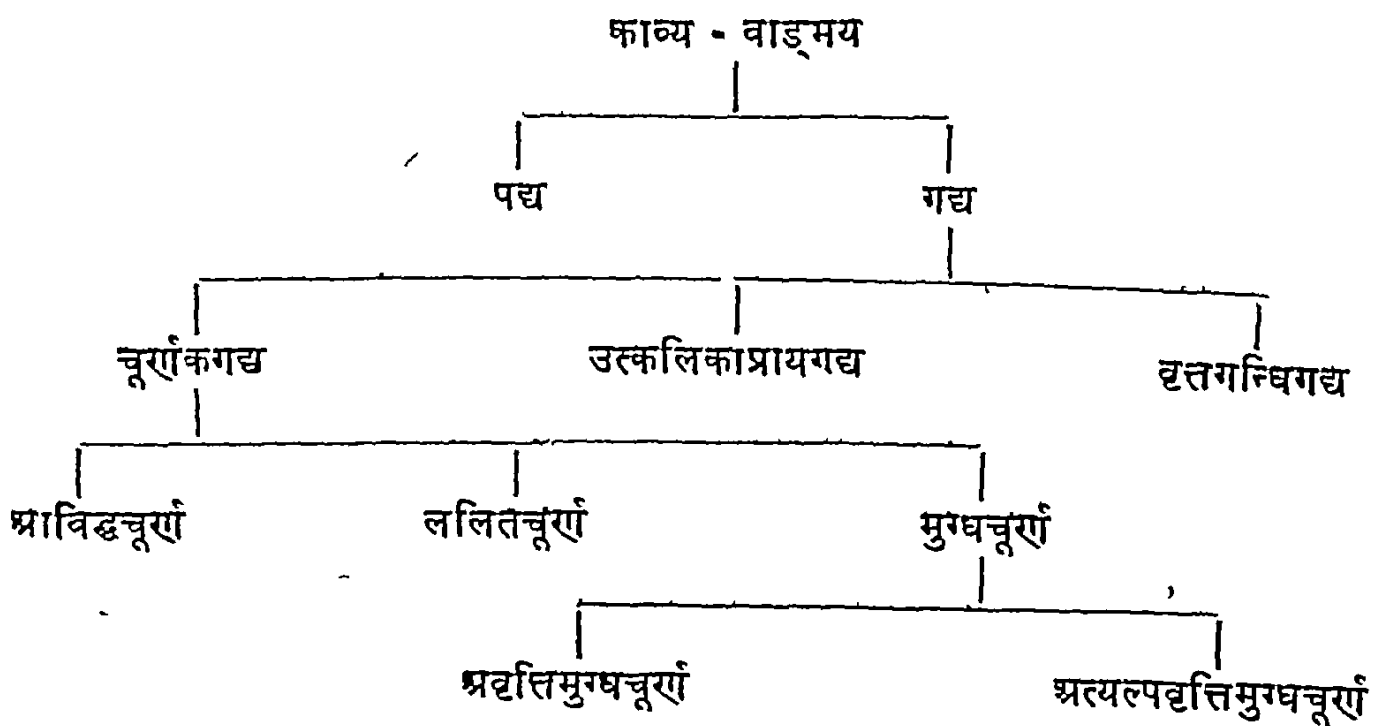 काव्य - वाड्मय
पद्य गद्य
चूर्णकगद्य उत्कलिकाप्रायगद्य वृत्तगन्धिगद्य
आविद्धचूर्ण ललितचूर्ण मुग्धचूर्ण
अवृत्तिमुग्धचूर्ण अत्यल्पवृत्तिमुग्धचूर्ण